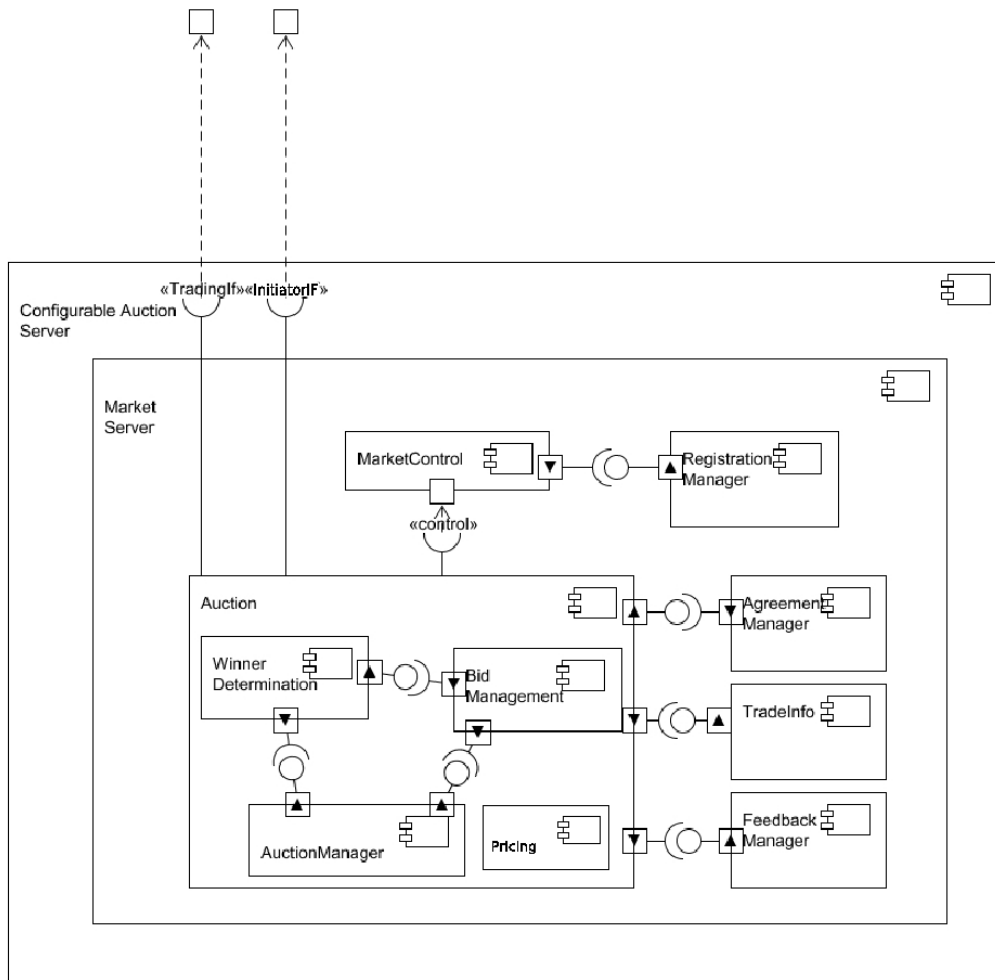 «TradingIf»«InitiatorIF»
Configurable Auction
Server
Market
Server
MarketControl
Registration
Manager
«control»
Auction
Agreement
Manager
Winner
Determination
Bid
Management
TradeInfo
AuctionManager
Pricing
Feedback
Manager